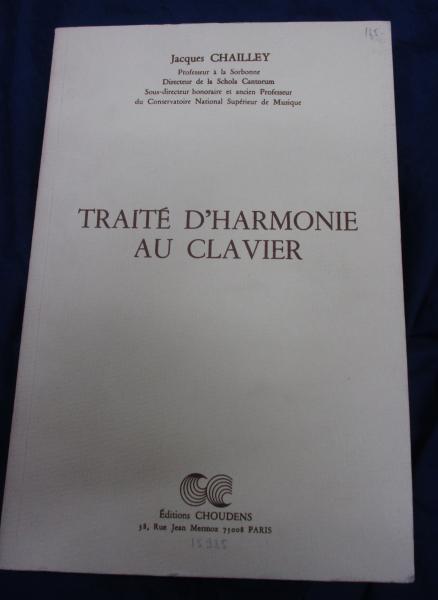 165-
Jacques CHAILLEY
Professeur à la Sorbonne
Directeur de la Schola Cantorum
Sous-directeur honoraire et ancien Professeur
du Conservatoire National Supérieur de Musique
TRAITÉ D'HARMONIE
AU CLAVIER
Éditions CHOUDENS
38, Rue Jean Mermoz 75008 PARIS